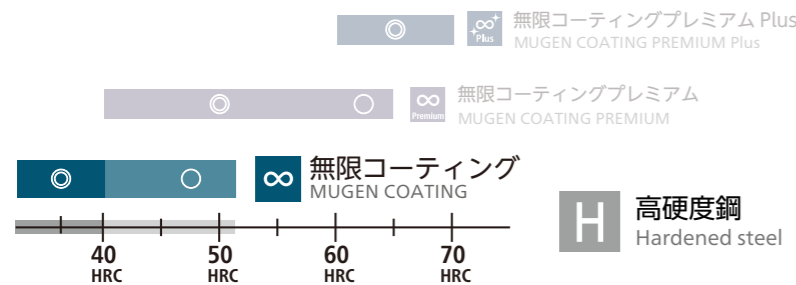 無限コーティングプレミアム Plus
MUGEN COATING PREMIUM Plus
∞
Plus
無限コーティングプレミアム
MUGEN COATING PREMIUM
∞
Premium
◎
◎ ○
◎ ○
∞
無限コーティング
MUGEN COATING
H
高硬度鋼
Hardened steel
40 50 60 70
HRC HRC HRC HRC